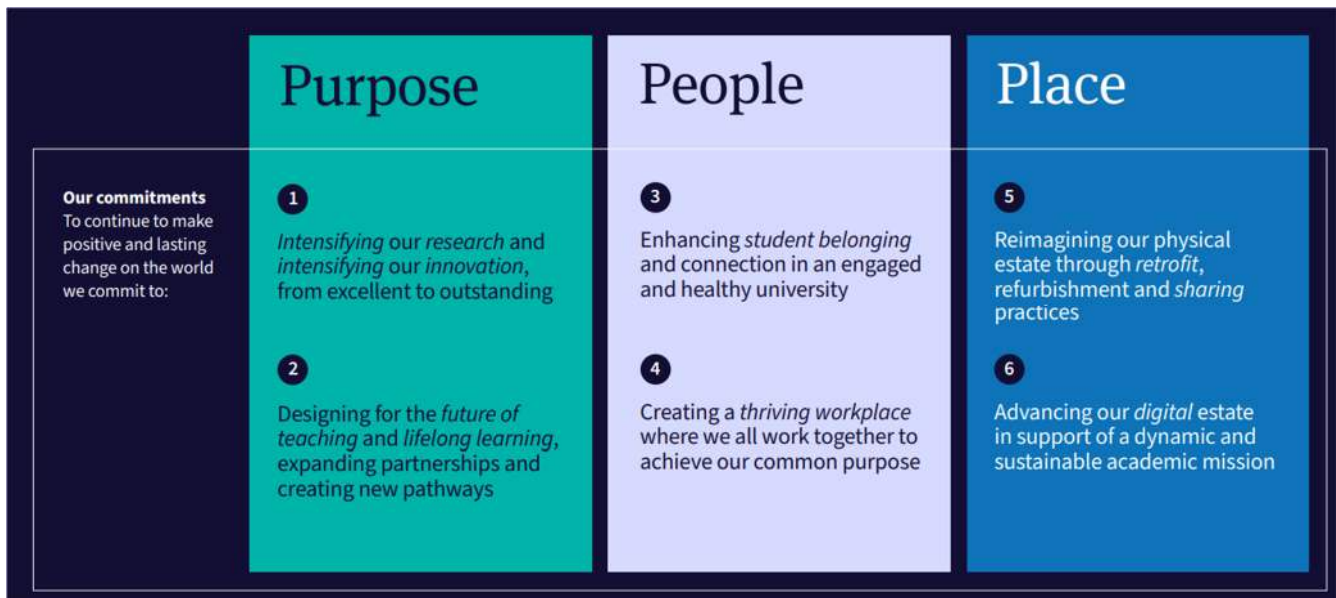 Purpose
People
Place
Our commitments
To continue to make
positive and lasting
change on the world
we commit to:
1
Intensifying our research and
intensifying our innovation,
from excellent to outstanding
2
Designing for the future of
teaching and lifelong learning,
expanding partnerships and
creating new pathways
3
Enhancing student belonging
and connection in an engaged
and healthy university
4
Creating a thriving workplace
where we all work together to
achieve our common purpose
5
Reimagining our physical
estate through retrofit,
refurbishment and sharing
practices
6
Advancing our digital estate
in support of a dynamic and
sustainable academic mission